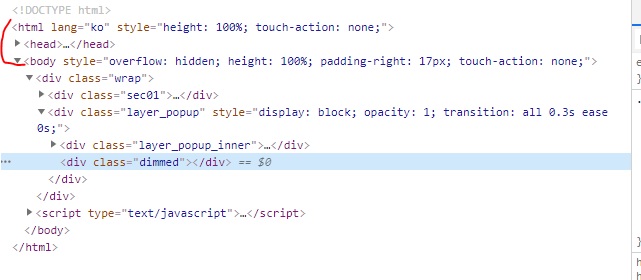 <!DOCTYPE html>
<html lang="ko" style="height: 100%; touch-action: none;">
<head>…</head>
<body style="overflow: hidden; height: 100%; padding-right: 17px; touch-action: none;">
<div class="wrap">
<div class="sec01">…</div>
<div class="layer_popup" style="display: block; opacity: 1; transition: all 0.3s ease
0s;">
<div class="layer_popup_inner">…</div>
<div class="dimmed"></div> == $0
</div>
</div>
<script type="text/javascript">…</script>
</body>
</html>